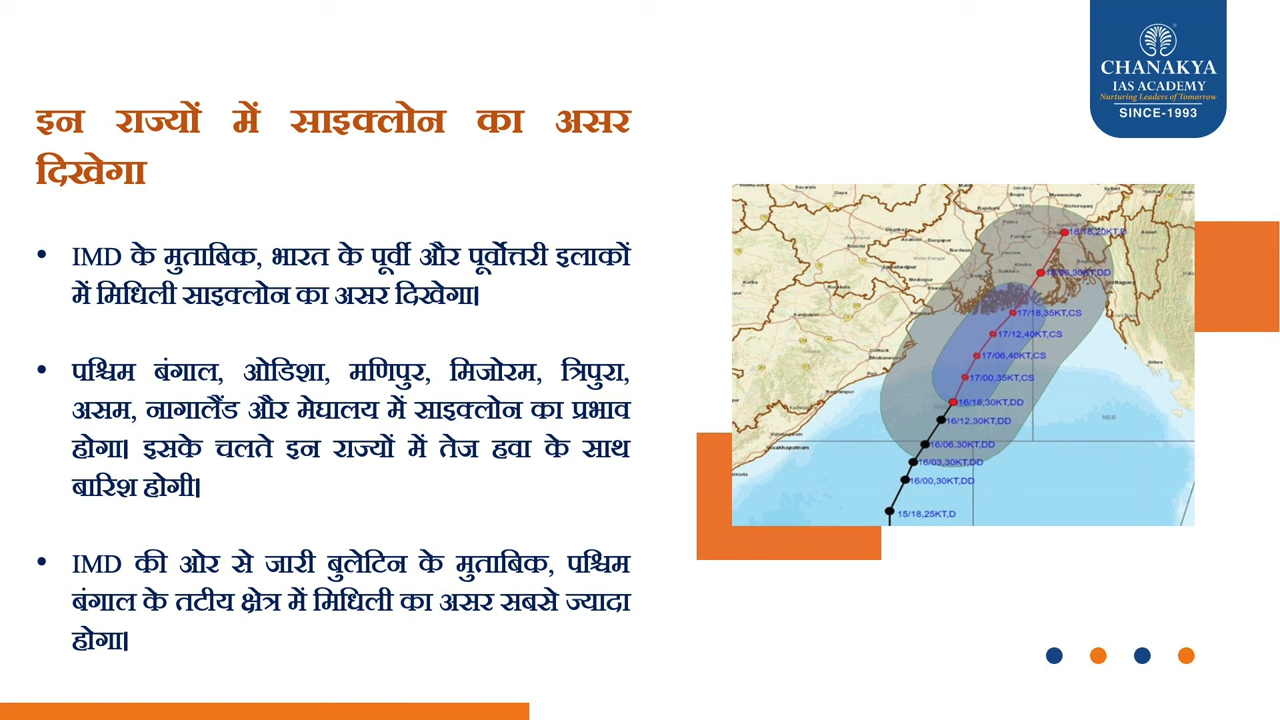 CHANAKYA
IAS ACADEMY
Nurturing Leaders of Tomorrow
SINCE-1993
इन राज्यों में साइक्लोन का असर
दिखेगा
• IMD के मुताबिक, भारत के पूर्वी और पूर्वोत्तरी इलाकों
में मिधिली साइक्लोन का असर दिखेगा।
• पश्चिम बंगाल, ओडिशा, मणिपुर, मिजोरम, त्रिपुरा,
असम, नागालैंड और मेघालय में साइक्लोन का प्रभाव
होगा। इसके चलते इन राज्यों में तेज हवा के साथ
बारिश होगी।
• IMD की ओर से जारी बुलेटिन के मुताबिक, पश्चिम
बंगाल के तटीय क्षेत्र में मिधिली का असर सबसे ज्यादा
होगा।
18/18,20KT,D
18/06,30KT,DD
17/18,35KT,CS
17/12,40KT,CS
17/06,40KT,CS
17/00,35KT,CS
16/18,30KT,DD
16/12,30KT,DD
16/06,30KT,DD
16/03,30KT,DD
16/00,30KT,DD
15/18,25KT,D